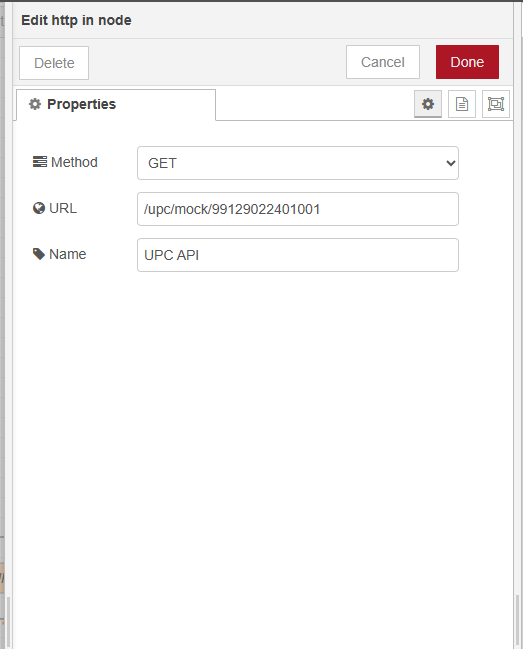 Edit http in node
Delete
Cancel
Done
Properties
Method
GET
URL
/upc/mock/99129022401001
Name
UPC API